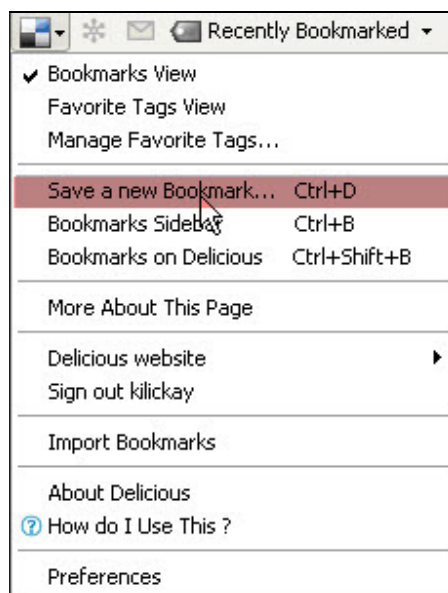 Recently Bookmarked
Bookmarks View
Favorite Tags View
Manage Favorite Tags...
Save a new Bookmark... Ctrl+D
Bookmarks Sidebar Ctrl+B
Bookmarks on Delicious Ctrl+Shift+B
More About This Page
Delicious website
Sign out kilickay
Import Bookmarks
About Delicious
? How do I Use This ?
Preferences